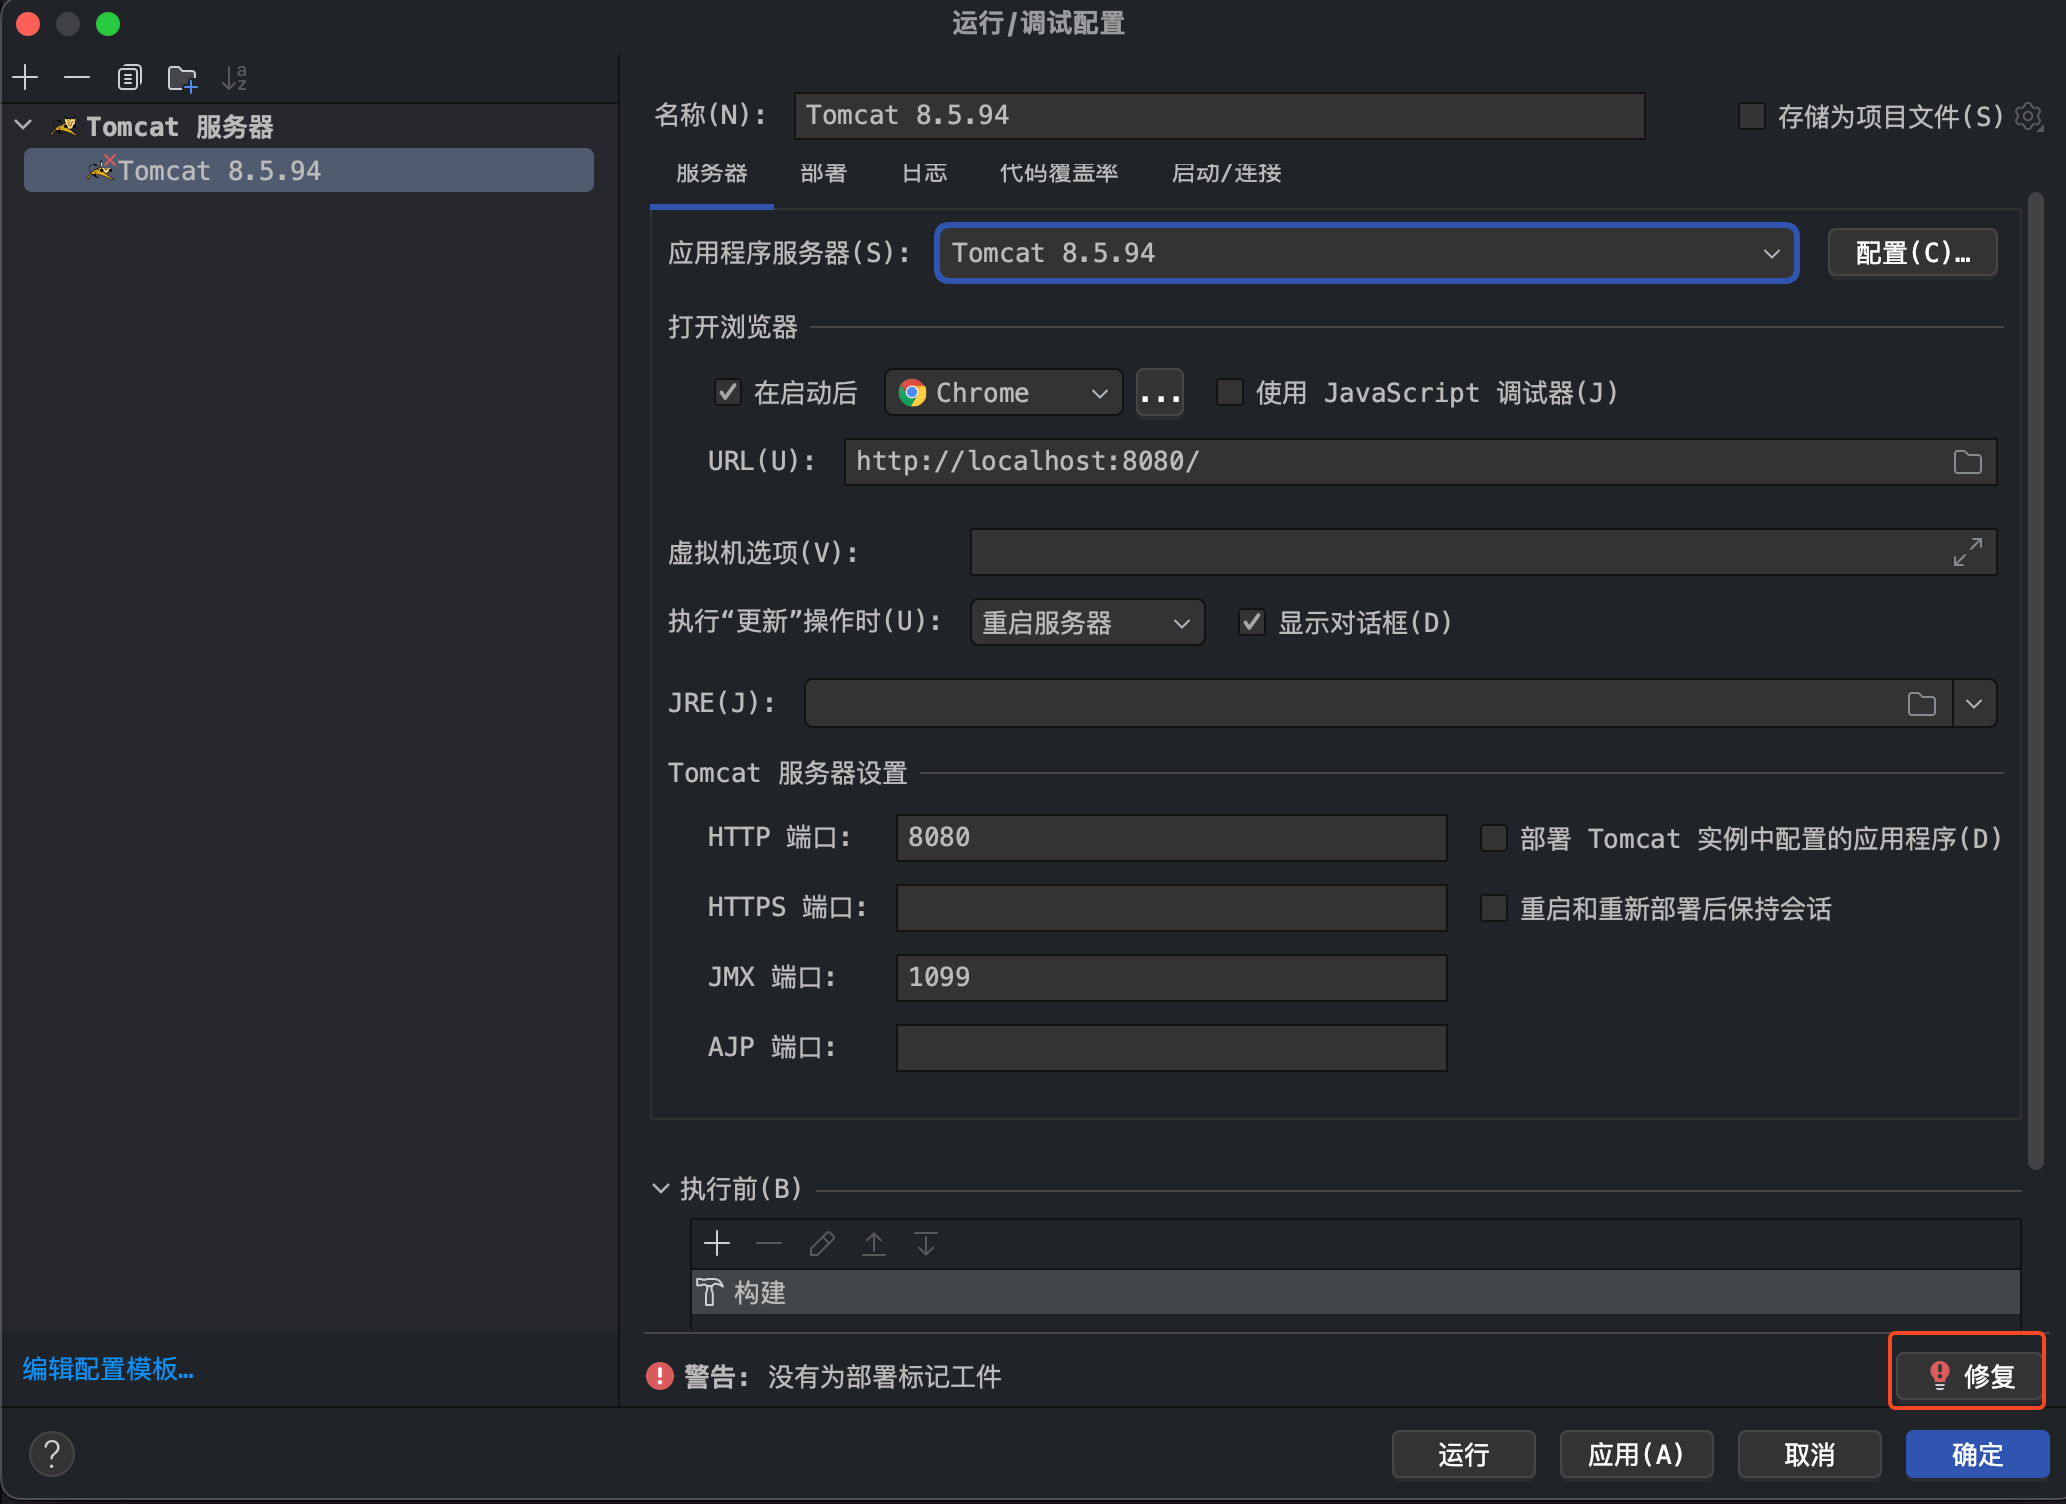 运行/调试配置
Tomcat 服务器
Tomcat 8.5.94
编辑配置模板…
名称(N): Tomcat 8.5.94 存储为项目文件(S)
服务器 部署 日志 代码覆盖率 启动/连接
应用程序服务器(S): Tomcat 8.5.94 配置(C)…
打开浏览器
在启动后 Chrome ... 使用 JavaScript 调试器(J)
URL(U): http://localhost:8080/
虚拟机选项(V):
执行“更新”操作时(U): 重启服务器 显示对话框(D)
JRE(J):
Tomcat 服务器设置
HTTP 端口: 8080 部署 Tomcat 实例中配置的应用程序(D)
HTTPS 端口: 重启和重新部署后保持会话
JMX 端口: 1099
AJP 端口:
执行前(B)
构建
警告: 没有为部署标记工件 修复
? 运行 应用(A) 取消 确定